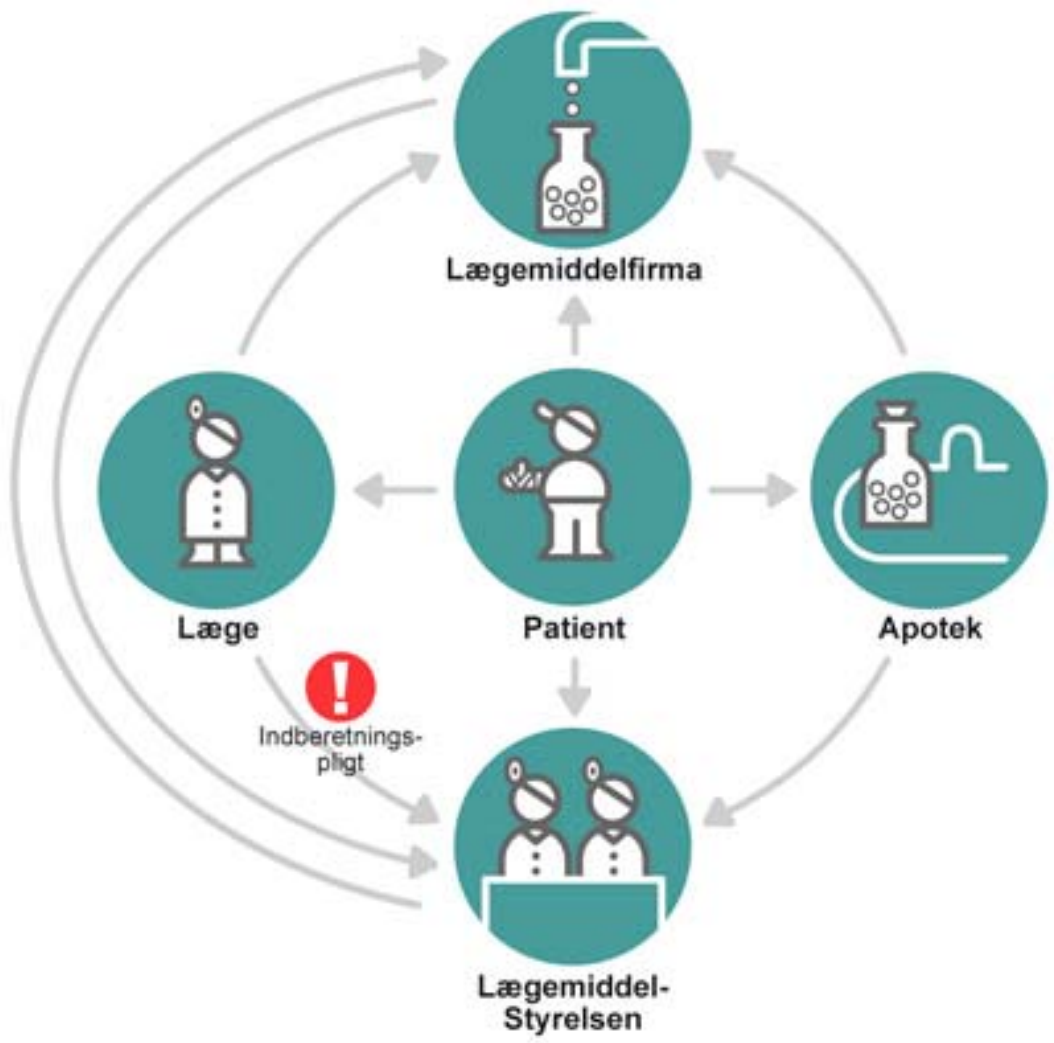 Lægemiddelfirma
Læge
Patient
Apotek
!
Indberetnings-
pligt
Lægemiddel-
Styrelsen